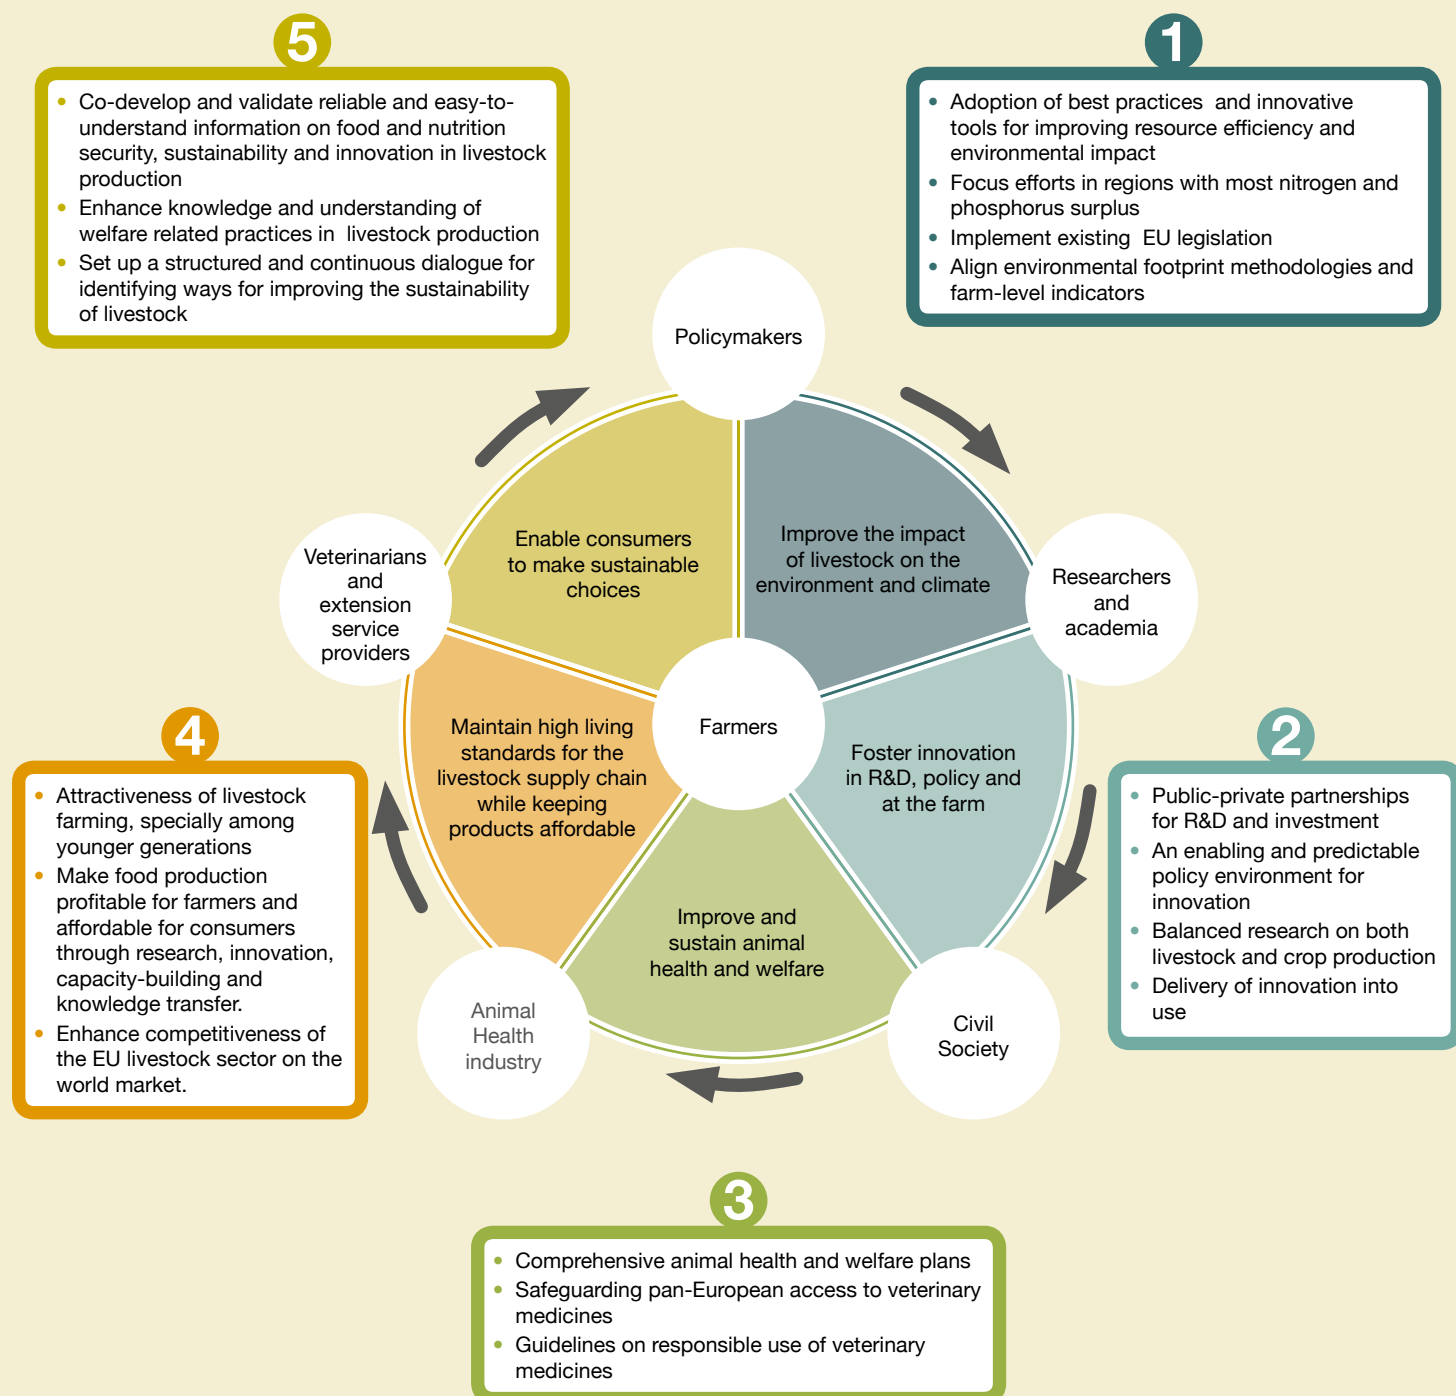 5
• Co-develop and validate reliable and easy-to-
understand information on food and nutrition
security, sustainability and innovation in livestock
production
• Enhance knowledge and understanding of
welfare related practices in livestock production
• Set up a structured and continuous dialogue for
identifying ways for improving the sustainability
of livestock
1
• Adoption of best practices and innovative
tools for improving resource efficiency and
environmental impact
• Focus efforts in regions with most nitrogen and
phosphorus surplus
• Implement existing EU legislation
• Align environmental footprint methodologies and
farm-level indicators
Policymakers
Enable consumers
to make sustainable
choices
Improve the impact
of livestock on the
environment and climate
Veterinarians
and
extension
service
providers
Researchers
and
academia
Maintain high living
standards for the
livestock supply chain
while keeping
products affordable
Farmers
Foster innovation
in R&D, policy and
at the farm
Improve and
sustain animal
health and welfare
Animal
Health
industry
Civil
Society
4
• Attractiveness of livestock
farming, specially among
younger generations
• Make food production
profitable for farmers and
affordable for consumers
through research, innovation,
capacity-building and
knowledge transfer.
• Enhance competitiveness of
the EU livestock sector on the
world market.
2
• Public-private partnerships
for R&D and investment
• An enabling and predictable
policy environment for
innovation
• Balanced research on both
livestock and crop production
• Delivery of innovation into
use
3
• Comprehensive animal health and welfare plans
• Safeguarding pan-European access to veterinary
medicines
• Guidelines on responsible use of veterinary
medicines